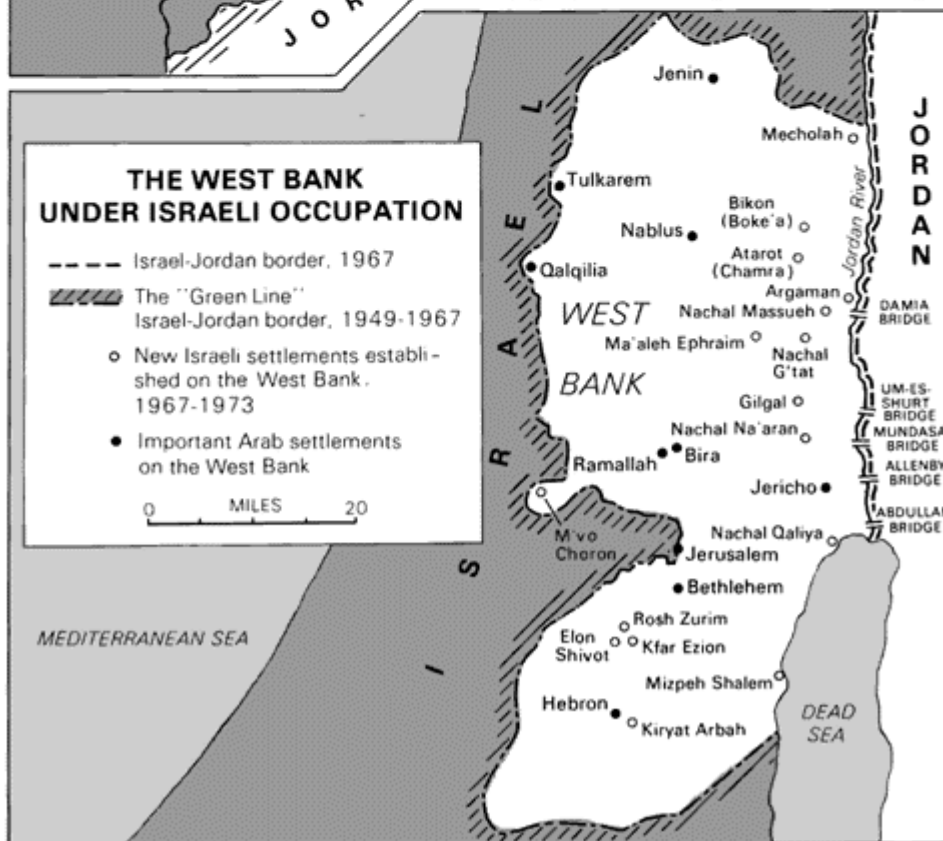 J O R
THE WEST BANK
UNDER ISRAELI OCCUPATION
Israel-Jordan border, 1967
The "Green Line"
Israel-Jordan border, 1949-1967
New Israeli settlements establi-
shed on the West Bank,
1967-1973
Important Arab settlements
on the West Bank
MILES
0 20
MEDITERRANEAN SEA
ISRAEL
JORDAN
Jordan River
Jenin
Mecholah
Tulkarem
Bikon
(Boke'a)
Nablus
Atarot
(Chamra)
Qalqilia
Argaman
WEST
BANK
Nachal Massueh
DAMIA
BRIDGE
Ma'aleh Ephraim
Nachal
G'tat
Gilgal
UM-ES-
SHURT
BRIDGE
Nachal Na'aran
MUNDASA
BRIDGE
Ramallah
Bira
ALLENBY
BRIDGE
Jericho
ABDULLAH
BRIDGE
M'vo
Choron
Nachal Qaliya
Jerusalem
Bethlehem
Rosh Zurim
Elon
Shivot
Kfar Ezion
Mizpeh Shalem
Hebron
Kiryat Arbah
DEAD
SEA